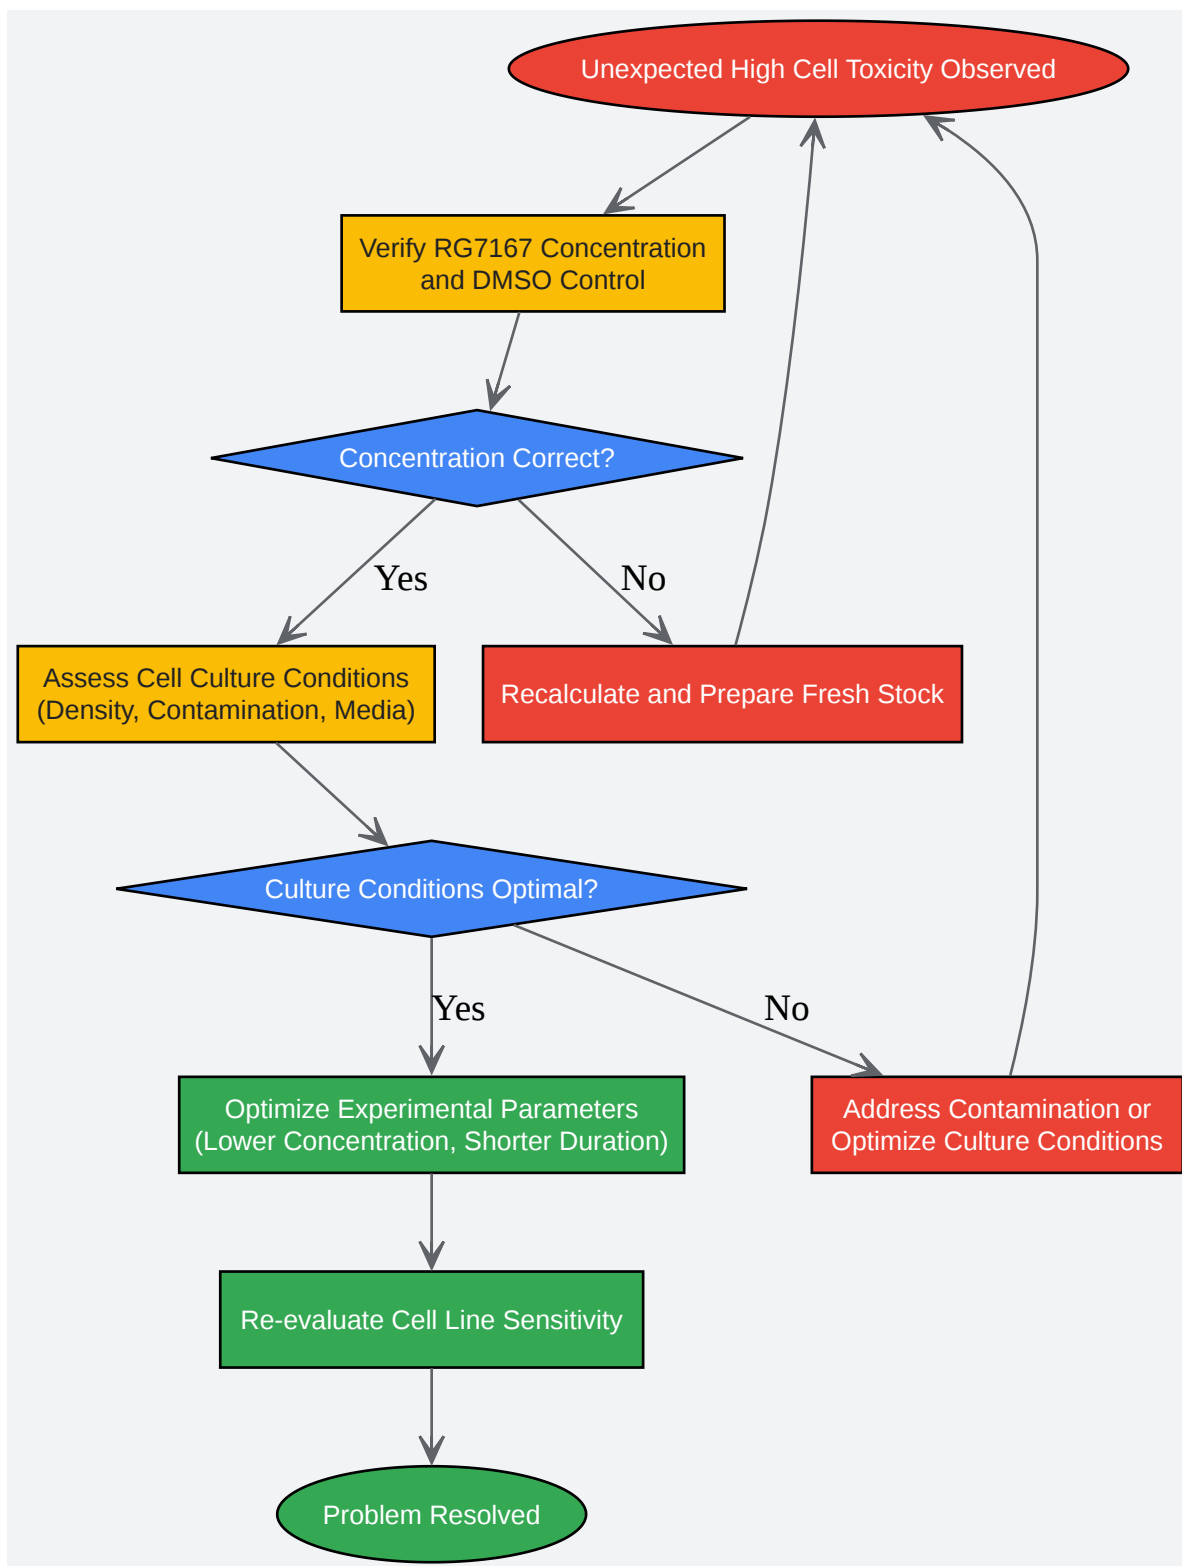 Unexpected High Cell Toxicity Observed
Verify RG7167 Concentration
and DMSO Control
Concentration Correct?
Yes
No
Assess Cell Culture Conditions
(Density, Contamination, Media)
Recalculate and Prepare Fresh Stock
Culture Conditions Optimal?
Yes
No
Optimize Experimental Parameters
(Lower Concentration, Shorter Duration)
Address Contamination or
Optimize Culture Conditions
Re-evaluate Cell Line Sensitivity
Problem Resolved